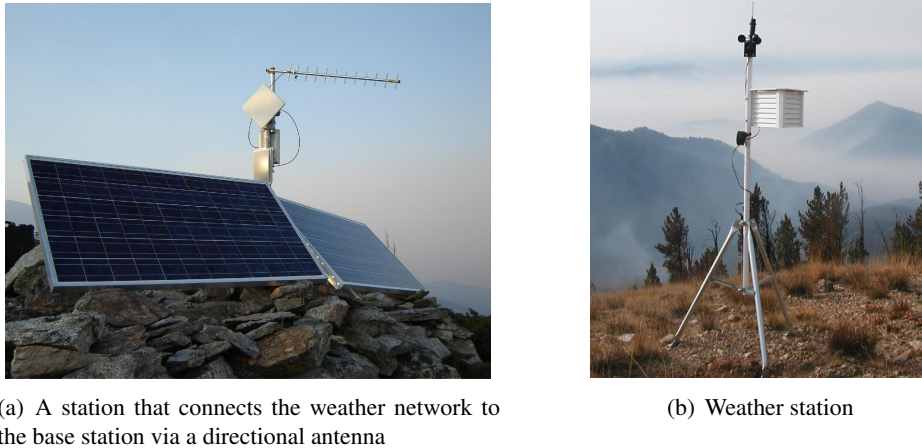 (a) A station that connects the weather network to
the base station via a directional antenna
(b) Weather station